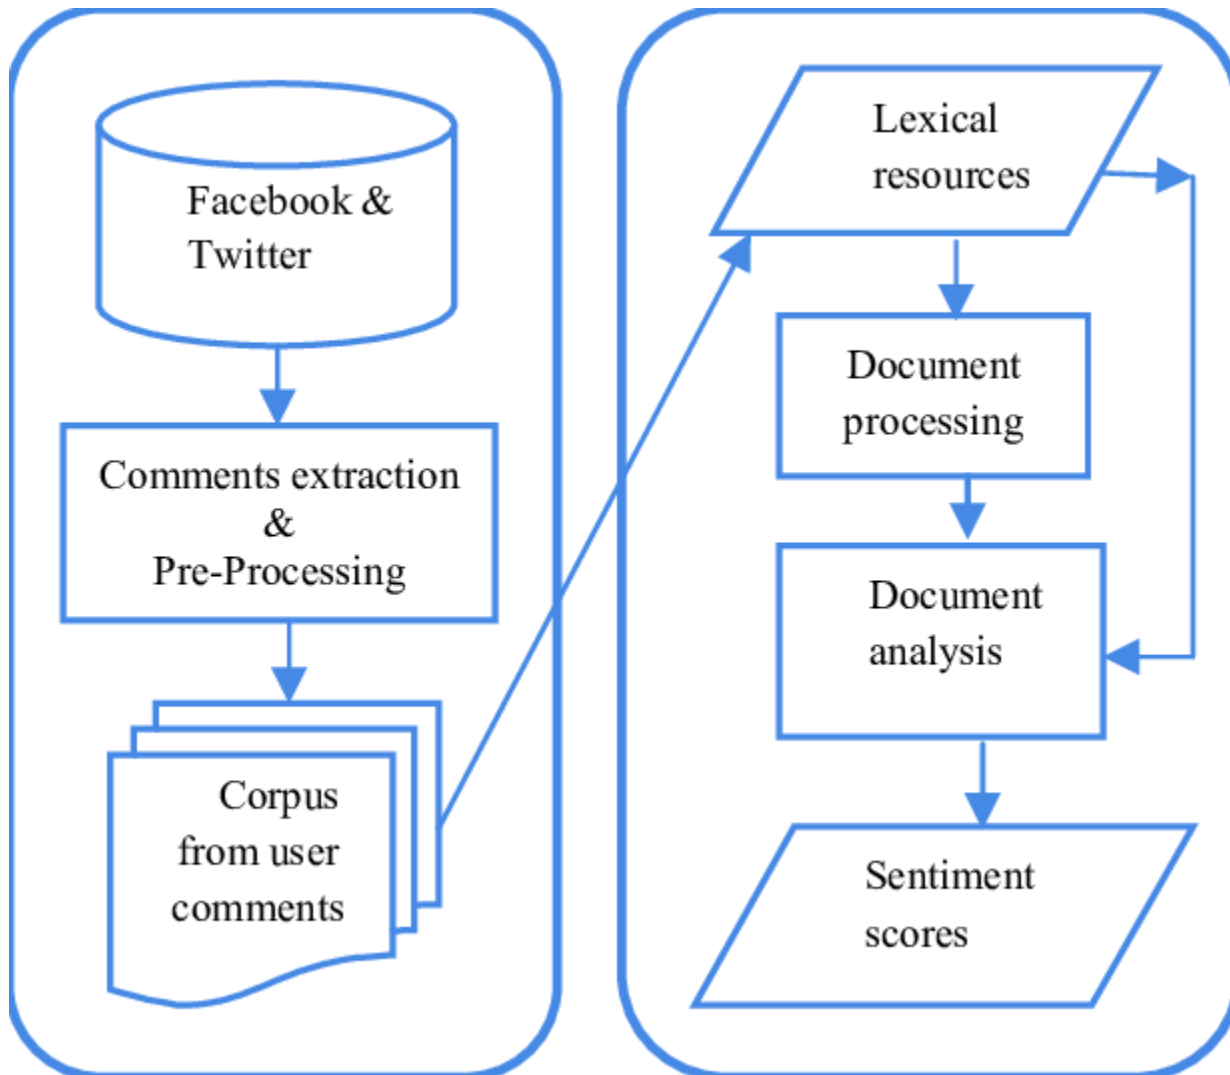 Facebook &
Twitter
Comments extraction
&
Pre-Processing
Corpus
from user
comments
Lexical
resources
Document
processing
Document
analysis
Sentiment
scores